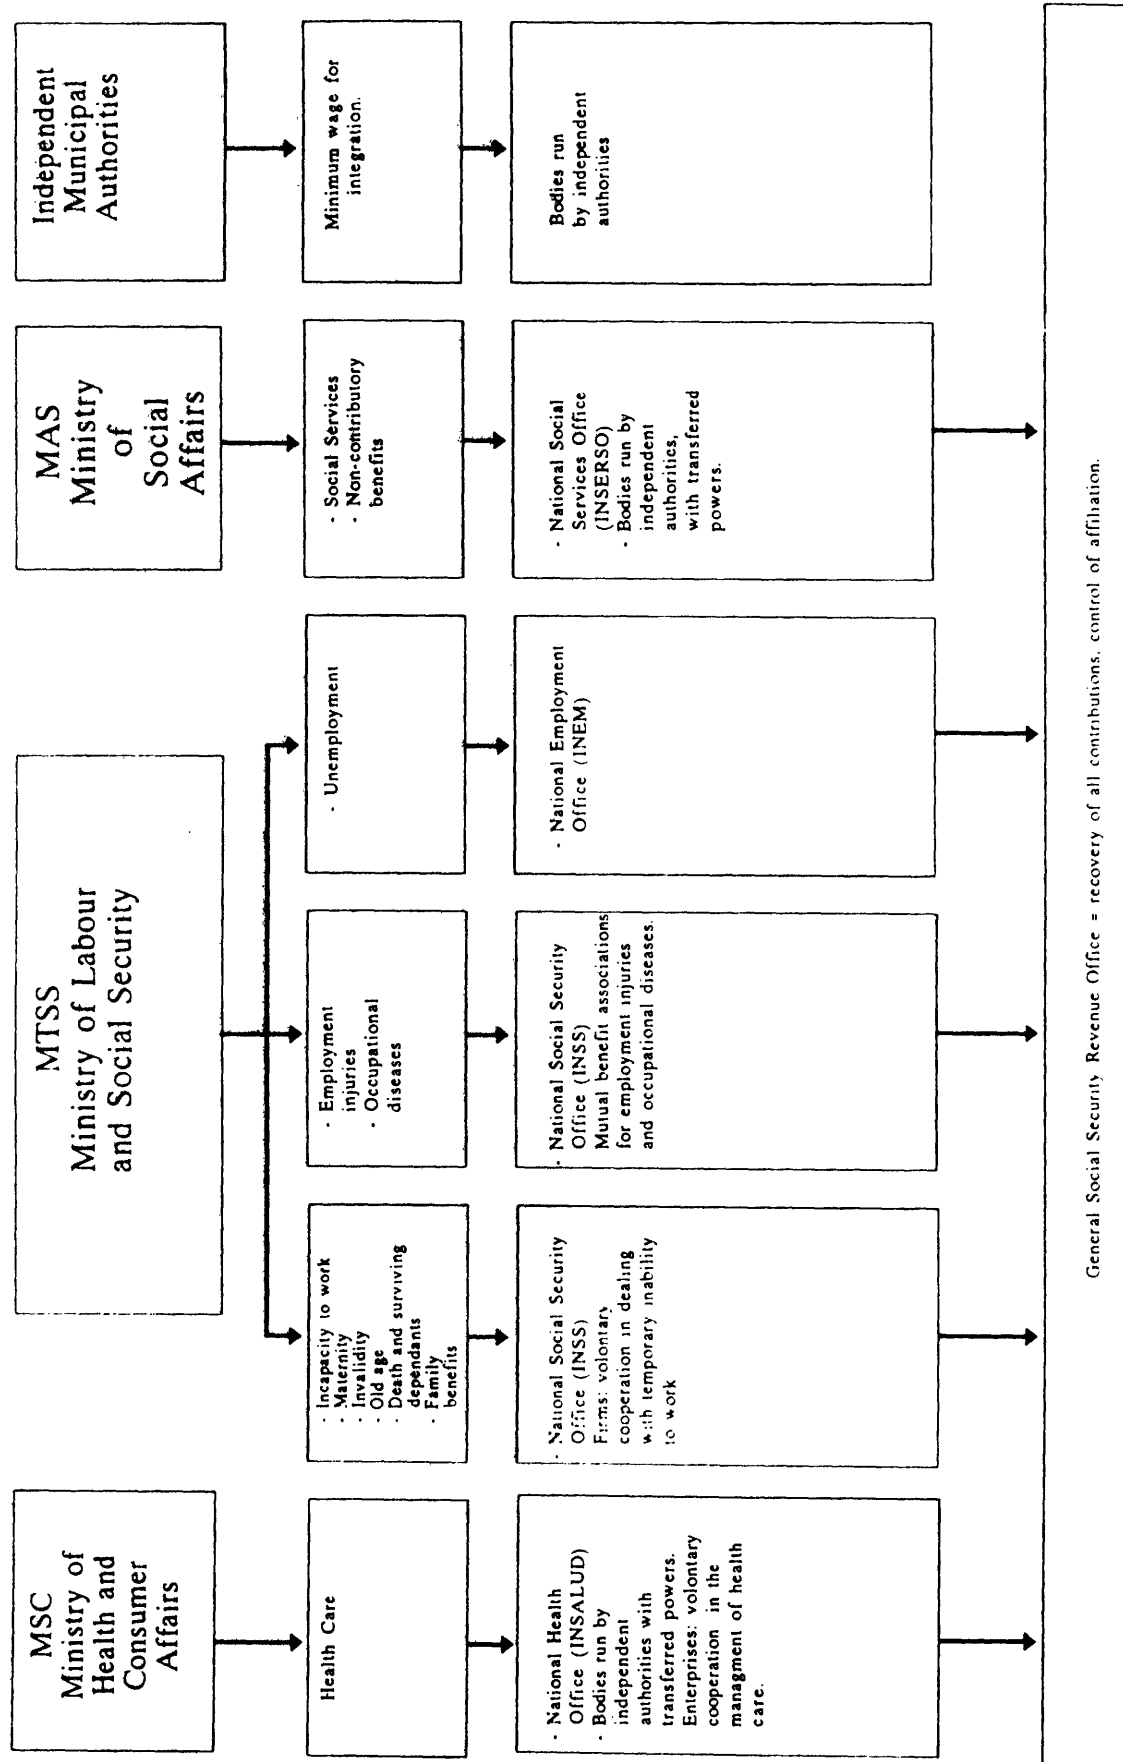 MSC
Ministry of
Health and
Consumer
Affairs
MTSS
Ministry of Labour
and Social Security
MAS
Ministry
of
Social
Affairs
Independent
Municipal
Authorities
Health Care
- Incapacity to work
- Maternity
- Invalidity
- Old age
- Death and surviving
dependants
- Family
benefits
- Employment
injuries
- Occupational
diseases
- Unemployment
- Social Services
- Non-contributory
benefits
Minimum wage for
integration.
- National Health
Office (INSALUD)
- Bodies run by
independent
authorities with
transferred powers.
Enterprises: voluntary
cooperation in the
managment of health
care.
- National Social Security
Office (INSS)
Firms: voluntary
cooperation in dealing
with temporary inability
to work
- National Social Security
Office (INSS)
Mutual benefit associations
for employment injuries
and occupational diseases.
- National Employment
Office (INEM)
- National Social
Services Office
(INSERSO)
- Bodies run by
independent
authorities,
with transferred
powers.
Bodies run
by independent
authorities
General Social Security Revenue Office = recovery of all contributions, control of affiliation.